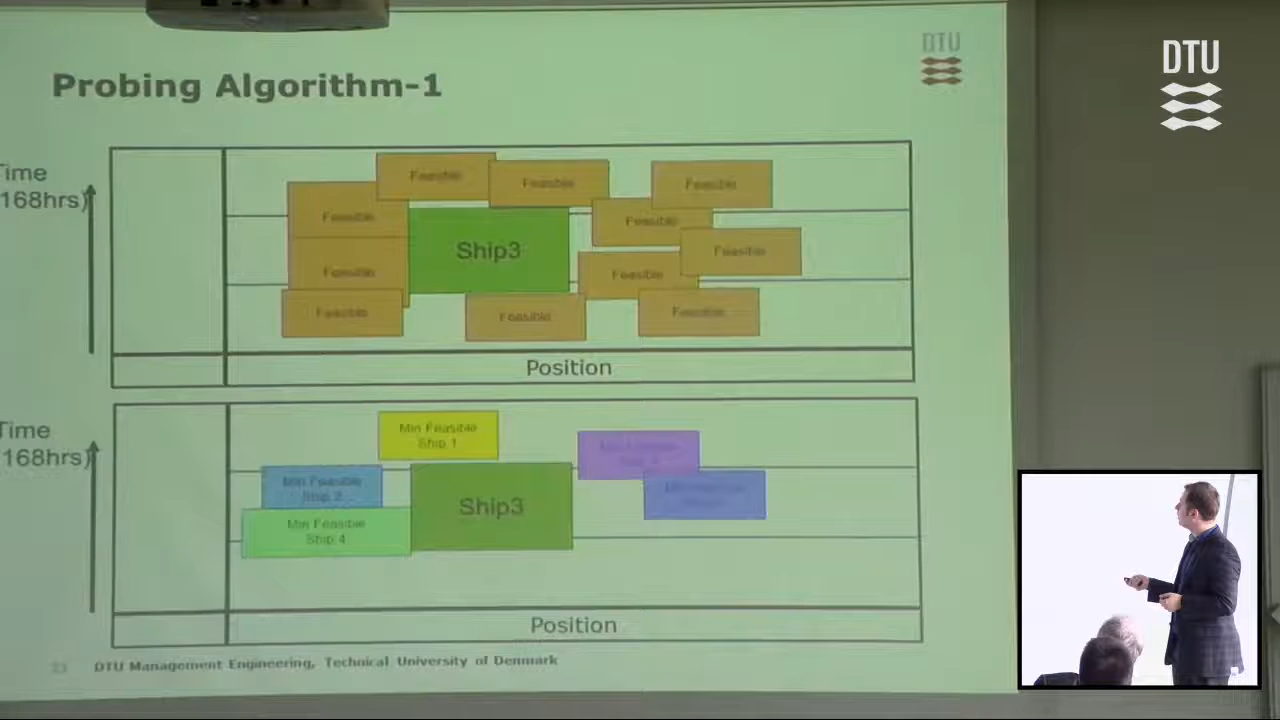 DTU
DTU
Probing Algorithm-1
Time
168hrs)
Feasible
Feasible
Feasible
Feasible
Feasible
Ship3
Feasible
Feasible
Feasible
Feasible
Feasible
Feasible
Position
Time
168hrs)
Min Feasible
Ship 1
Min Feasible
Ship 2
Ship3
Min Feasible
Ship 4
Position
DTU Management Engineering, Technical University of Denmark